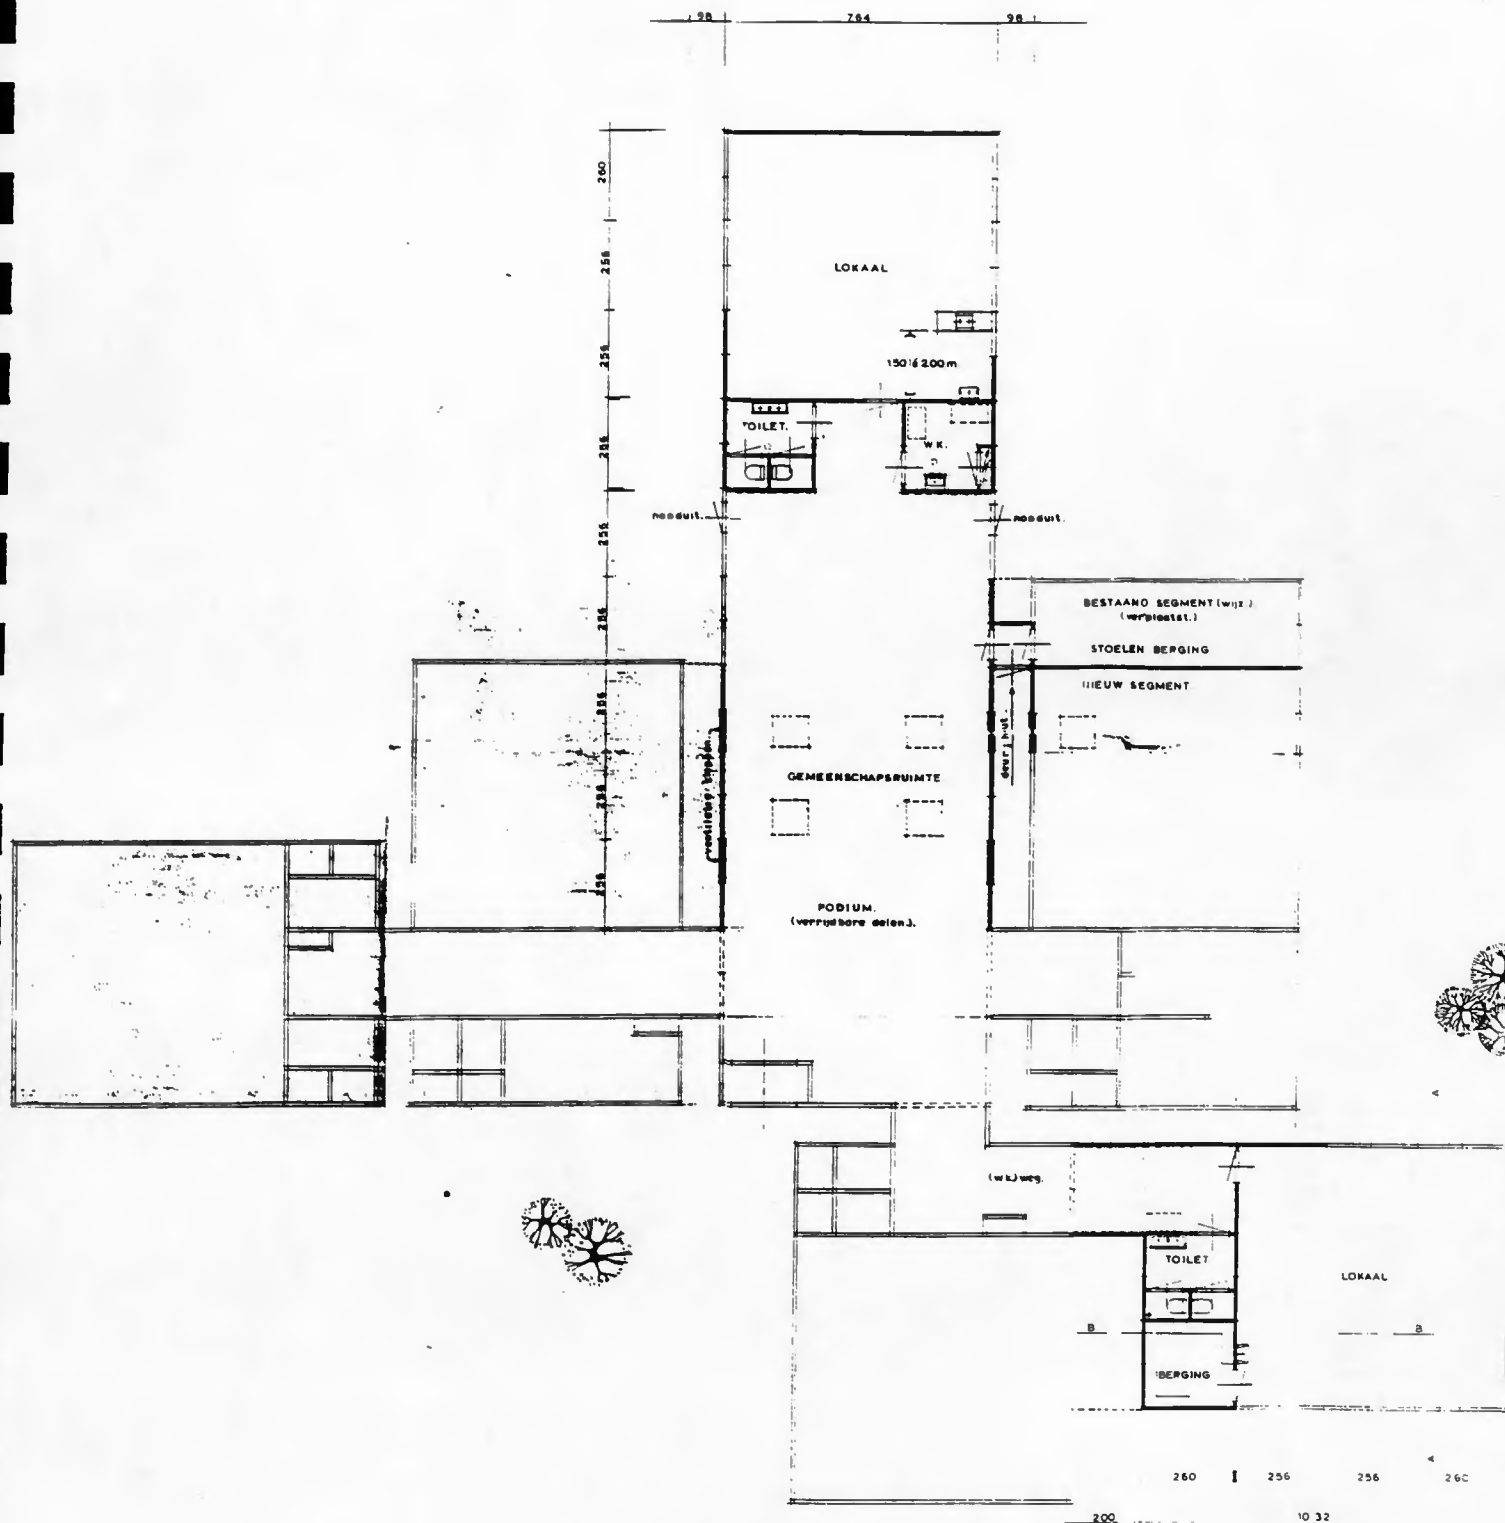 98 764 98
260
256
256
256
256
256
256
256
256
LOKAAL
TOILET.
W.K.
nooduit.
nooduit.
BESTAAND SEGMENT (wijz.)
(verplaatst.)
STOELEN BERGING
NIEUW SEGMENT
GEMEENSCHAPSRUIMTE
PODIUM.
(verrijdbare delen.).
(w.k.) weg.
TOILET
LOKAAL
B B
BERGING
A
A
260 256 256 260
200 10 32